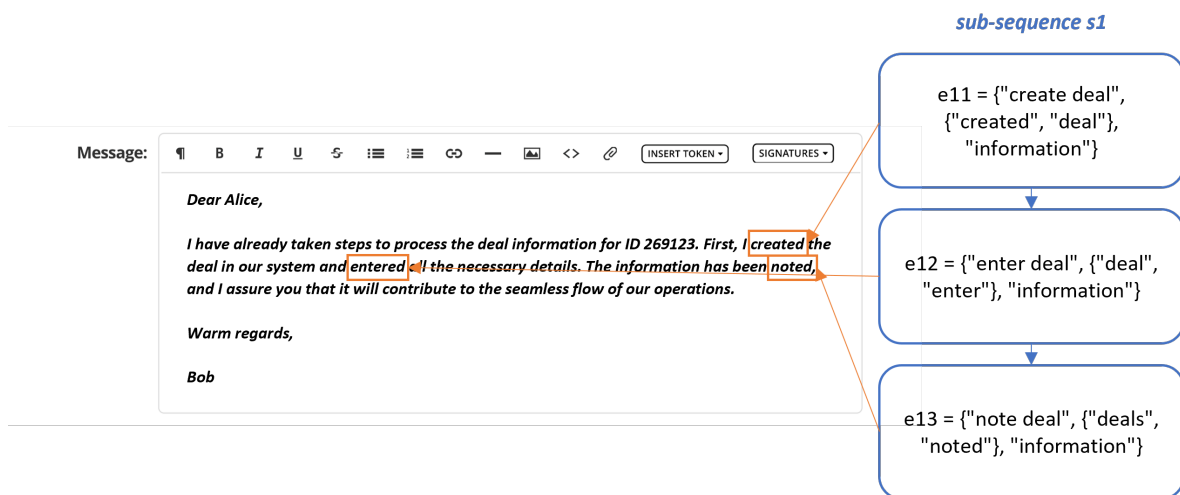 sub-sequence s1
e11 = {"create deal",
{"created", "deal"},
"information"}
Message:
¶ B I U S INSERT TOKEN SIGNATURES
Dear Alice,
I have already taken steps to process the deal information for ID 269123. First, I created the
deal in our system and entered all the necessary details. The information has been noted,
and I assure you that it will contribute to the seamless flow of our operations.
Warm regards,
Bob
e12 = {"enter deal", {"deal",
"enter"}, "information"}
e13 = {"note deal", {"deals",
"noted"}, "information"}